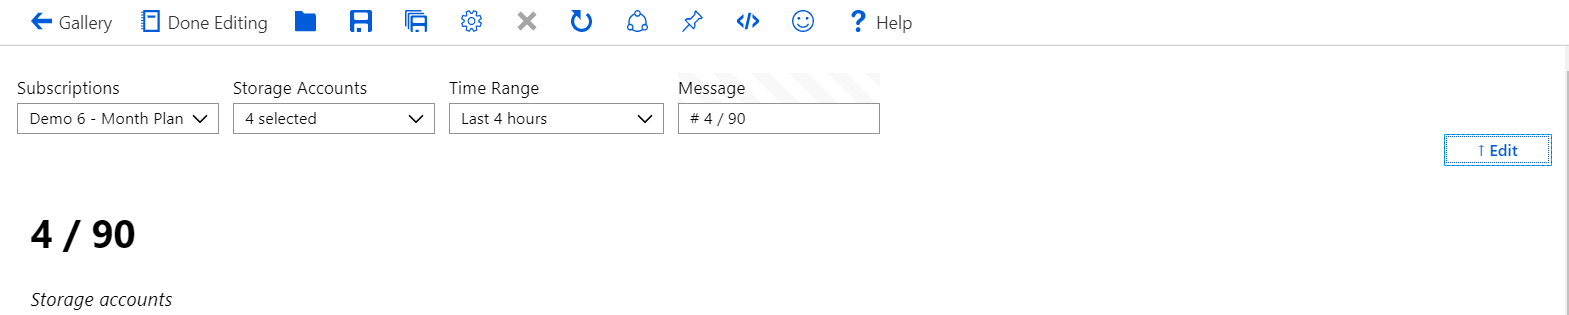 Gallery Done Editing Help
Subscriptions Storage Accounts Time Range Message
Demo 6 - Month Plan 4 selected Last 4 hours # 4 / 90
↑ Edit
4 / 90
Storage accounts